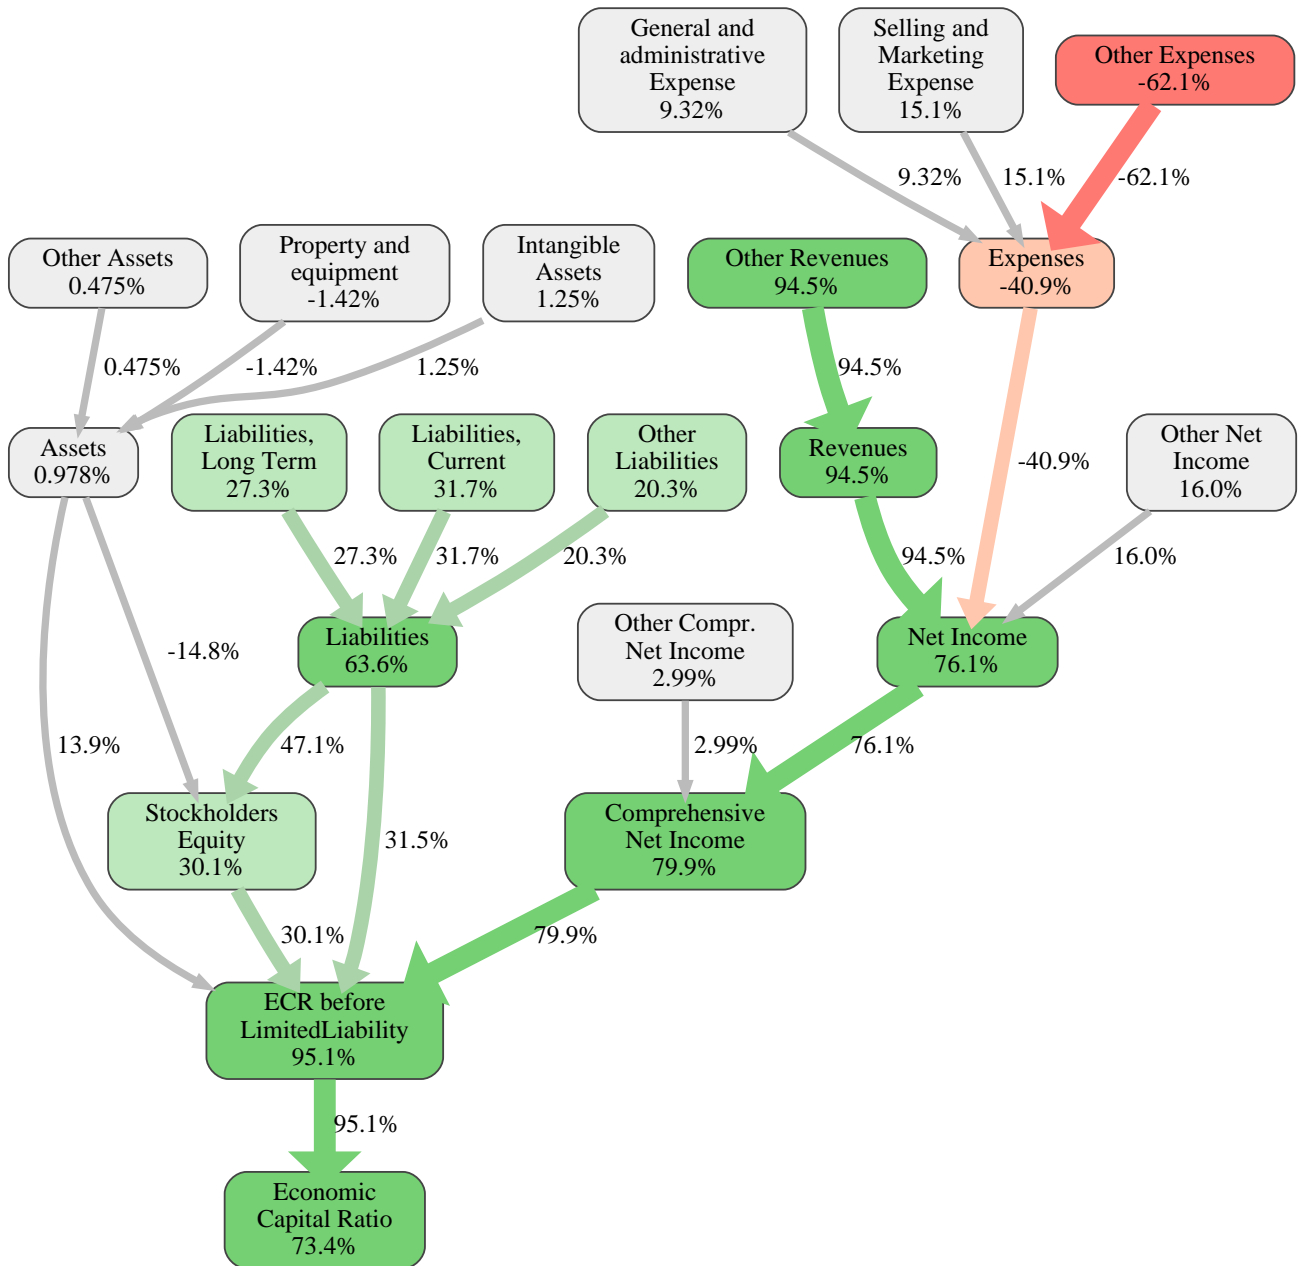 General and
administrative
Expense
9.32%
Selling and
Marketing
Expense
15.1%
Other Expenses
-62.1%
9.32%
15.1%
-62.1%
Other Assets
0.475%
Property and
equipment
-1.42%
Intangible
Assets
1.25%
Other Revenues
94.5%
Expenses
-40.9%
0.475%
-1.42%
1.25%
94.5%
-40.9%
Assets
0.978%
Liabilities,
Long Term
27.3%
Liabilities,
Current
31.7%
Other
Liabilities
20.3%
Revenues
94.5%
Other Net
Income
16.0%
27.3%
31.7%
20.3%
94.5%
16.0%
-14.8%
Liabilities
63.6%
Other Compr.
Net Income
2.99%
Net Income
76.1%
13.9%
47.1%
2.99%
76.1%
Stockholders
Equity
30.1%
31.5%
Comprehensive
Net Income
79.9%
30.1%
79.9%
ECR before
LimitedLiability
95.1%
95.1%
Economic
Capital Ratio
73.4%